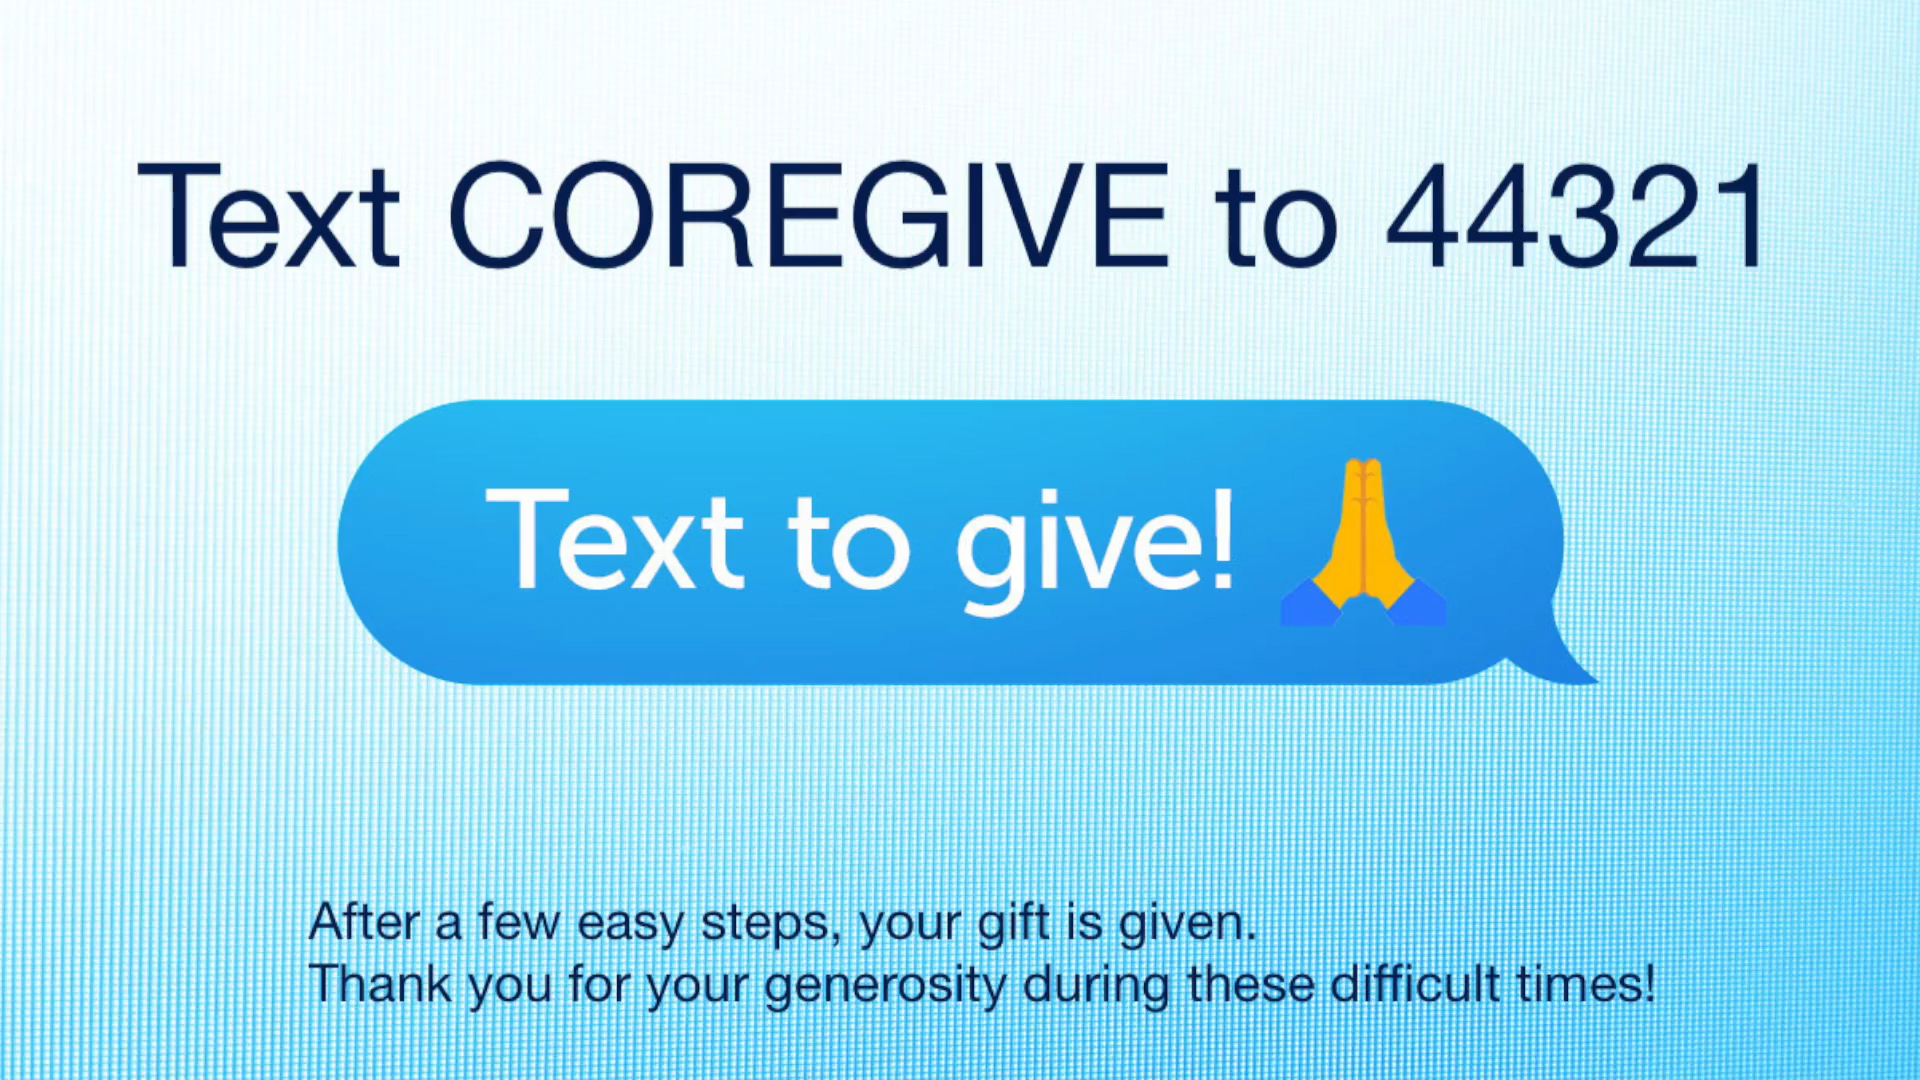 Text COREGIVE to 44321
Text to give! 🙏
After a few easy steps, your gift is given.
Thank you for your generosity during these difficult times!